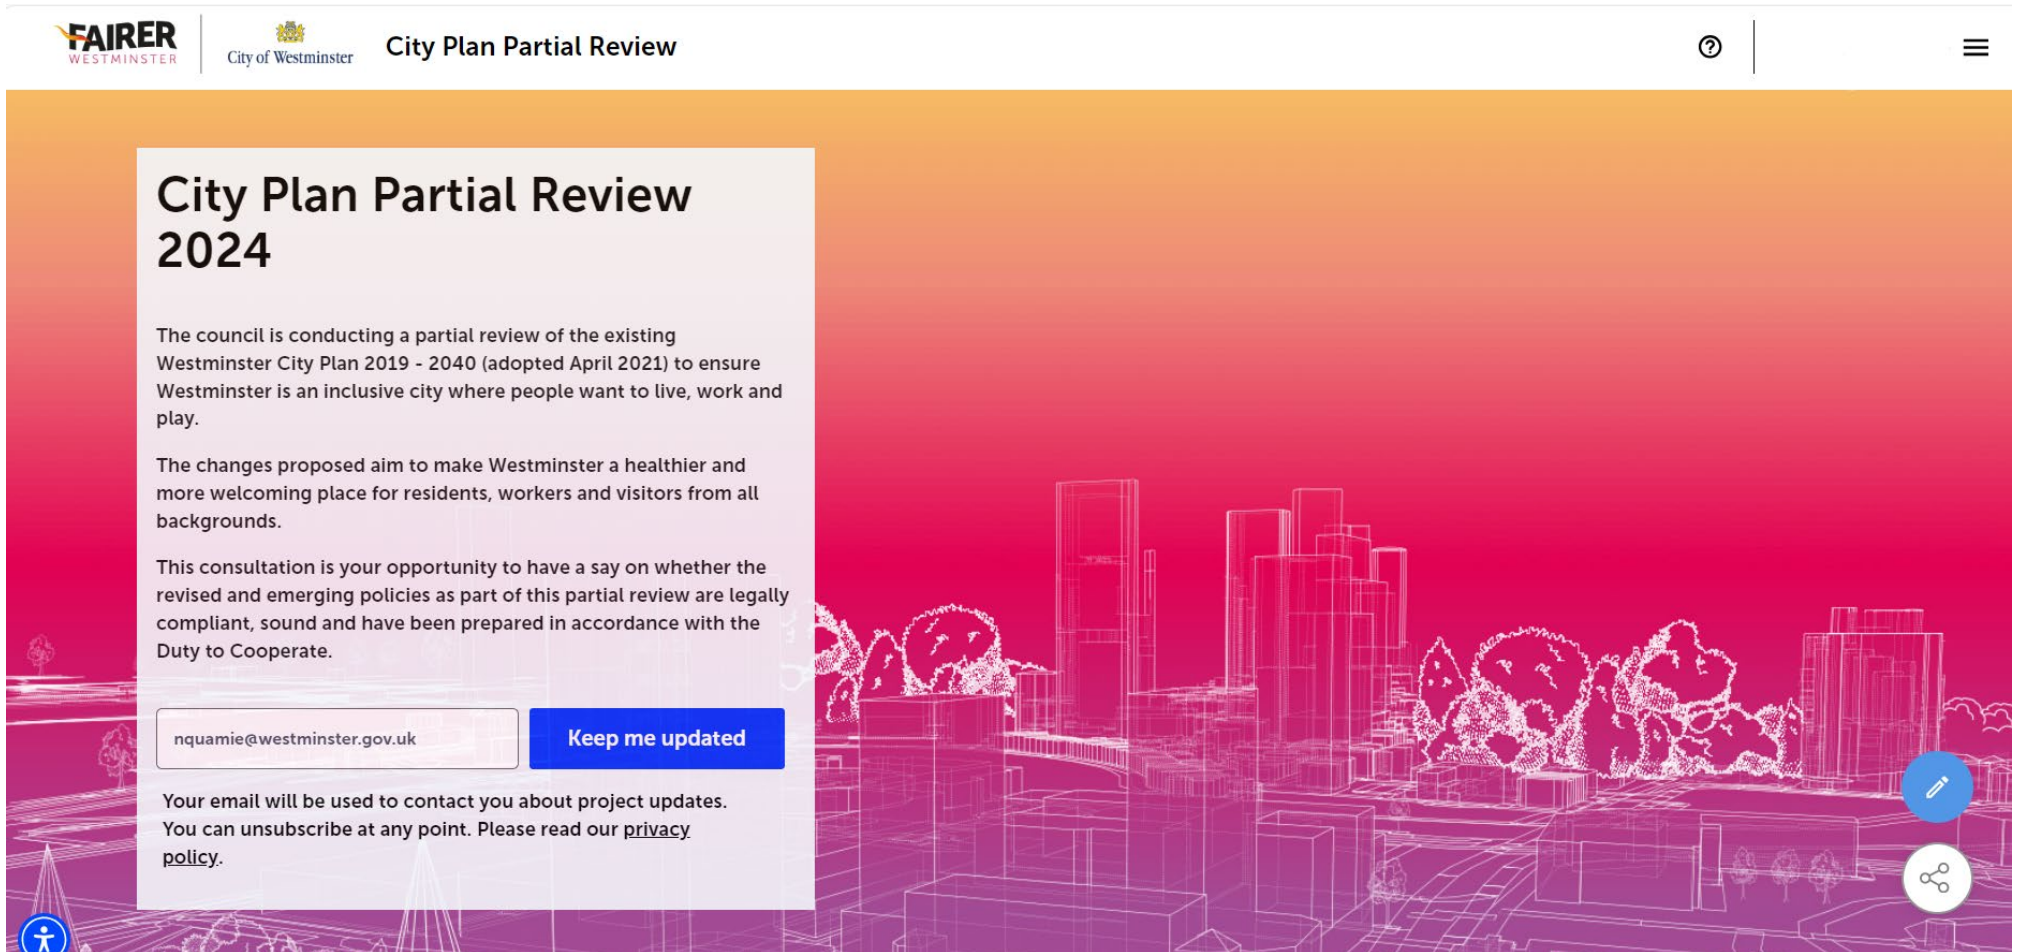 FAIRER
WESTMINSTER
City of Westminster
City Plan Partial Review
City Plan Partial Review
2024
The council is conducting a partial review of the existing
Westminster City Plan 2019 - 2040 (adopted April 2021) to ensure
Westminster is an inclusive city where people want to live, work and
play.
The changes proposed aim to make Westminster a healthier and
more welcoming place for residents, workers and visitors from all
backgrounds.
This consultation is your opportunity to have a say on whether the
revised and emerging policies as part of this partial review are legally
compliant, sound and have been prepared in accordance with the
Duty to Cooperate.
nquamie@westminster.gov.uk
Keep me updated
Your email will be used to contact you about project updates.
You can unsubscribe at any point. Please read our privacy
policy.